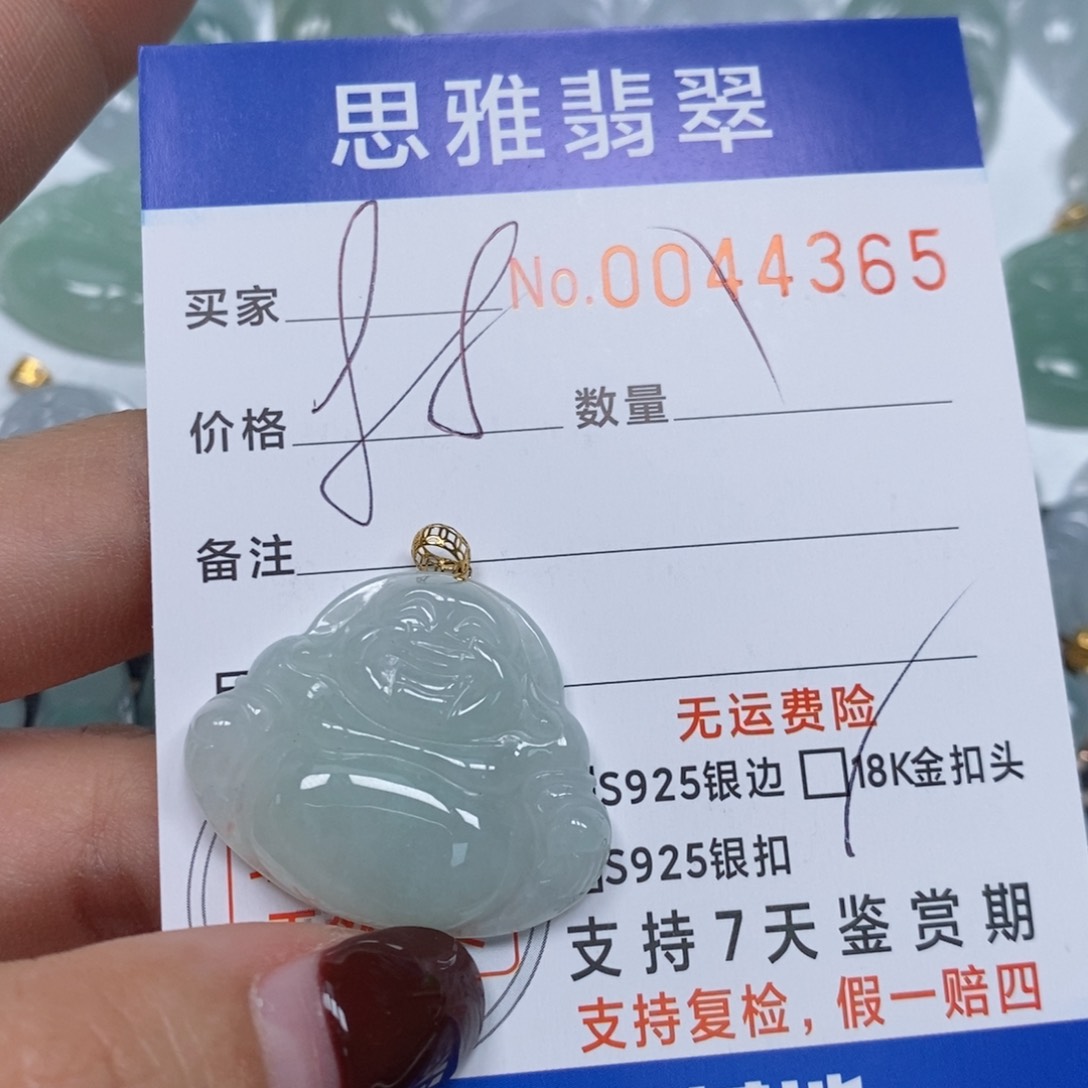 思雅翡翠
买家 No.0044365
价格 数量
备注
无运费险
S925银边 □18K金扣头
S925银扣
支持7天鉴赏期
支持复检，假一赔四